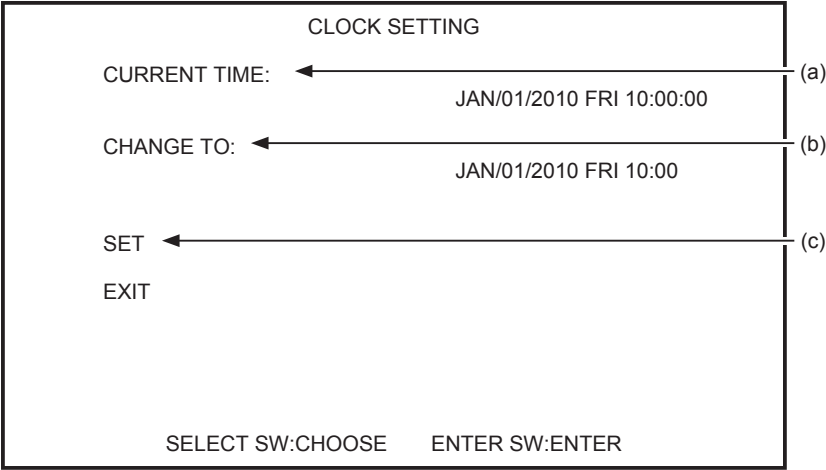 CLOCK SETTING
CURRENT TIME: (a)
JAN/01/2010 FRI 10:00:00
CHANGE TO: (b)
JAN/01/2010 FRI 10:00
SET (c)
EXIT
SELECT SW:CHOOSE ENTER SW:ENTER